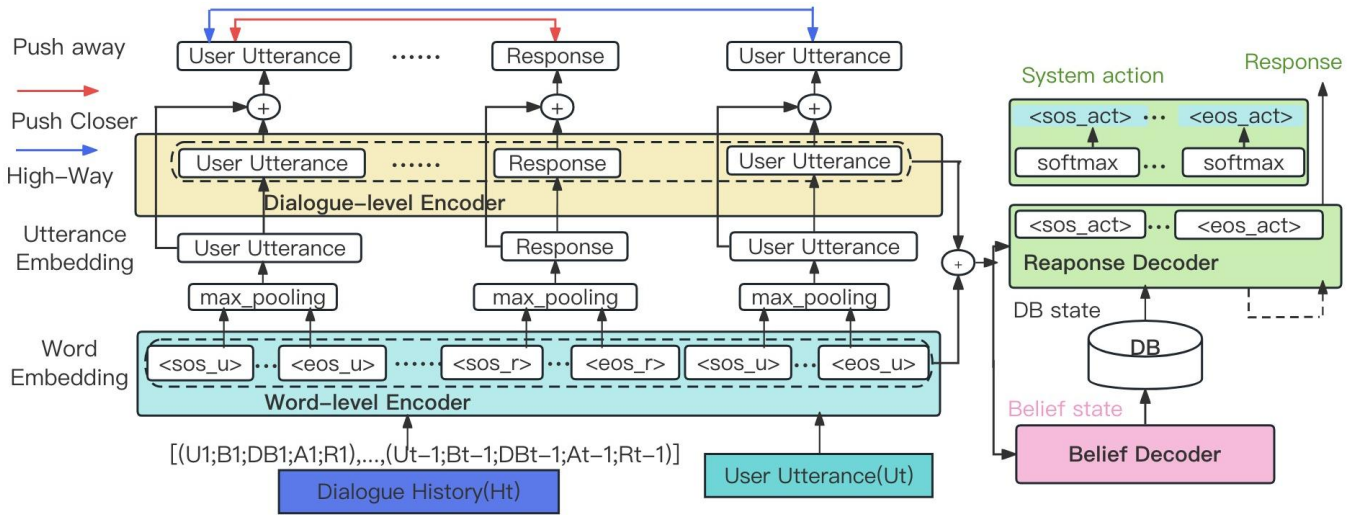 Push away
Push Closer
High-Way
User Utterance
......
Response
User Utterance
+
+
+
User Utterance
......
Response
User Utterance
Dialogue-level Encoder
Utterance
Embedding
User Utterance
Response
User Utterance
max_pooling
max_pooling
max_pooling
Word
Embedding
<sos_u>
...
<eos_u>
......
<sos_r>
...
<eos_r>
<sos_u>
...
<eos_u>
Word-level Encoder
[(U1;B1;DB1;A1;R1),...,(Ut-1;Bt-1;DBt-1;At-1;Rt-1)]
Dialogue History(Ht)
User Utterance(Ut)
+
System action
Response
<sos_act>
...
<eos_act>
softmax
...
softmax
<sos_act>
...
<eos_act>
Reaponse Decoder
DB state
DB
Belief state
Belief Decoder